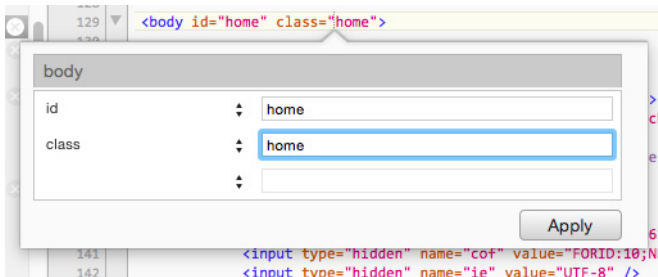 129 <body id="home" class="home">
body
id home
class home
Apply
141 <input type="hidden" name="cof" value="FORID:10;N
142 <input type="hidden" name="ie" value="UTF-8" />